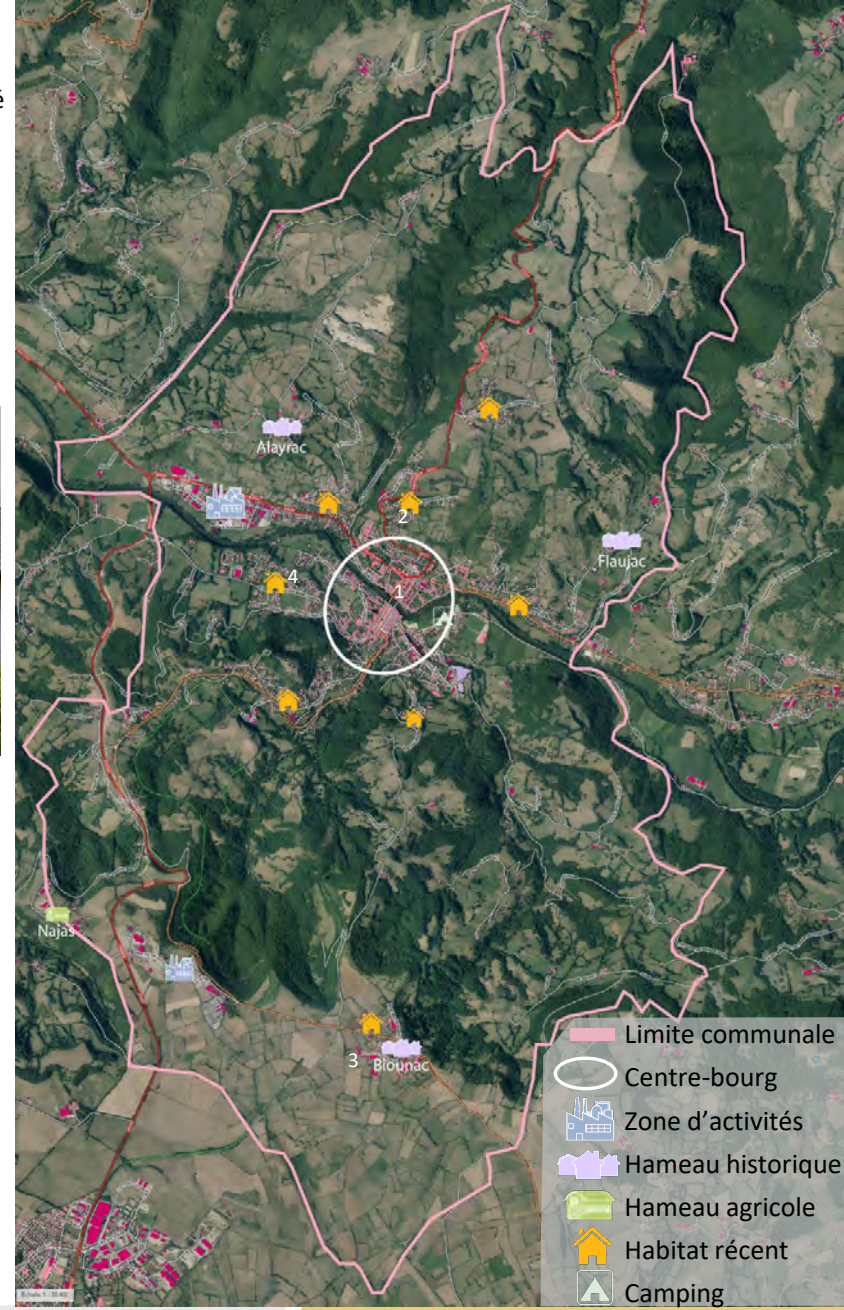 é
Alayrac
2
Flaujac
4
1
Najas
3
Biounac
Limite communale
Centre-bourg
Zone d'activités
Hameau historique
Hameau agricole
Habitat récent
Camping